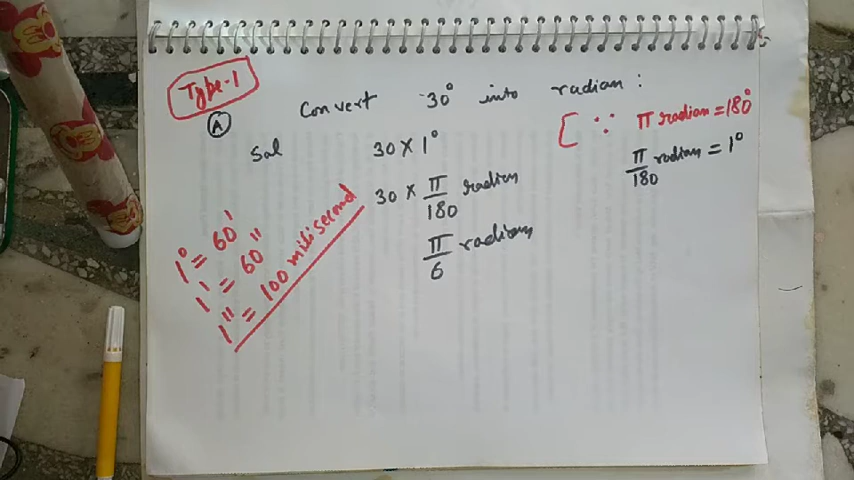 Type-1
(A) Convert 30° into radian :
[ ∵ π radian = 180°
π/180 radian = 1°
Sol 30 × 1°
30 × π/180 radian
π/6 radian
1° = 60'
1' = 60"
1" = 100 milisecond